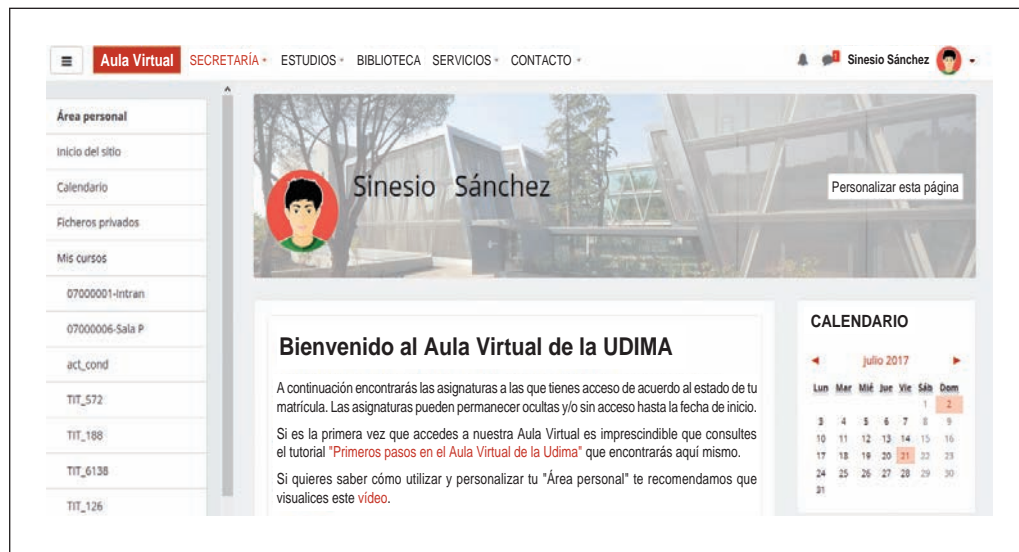 Aula Virtual SECRETARÍA ESTUDIOS BIBLIOTECA SERVICIOS CONTACTO
1 Sinesio Sánchez
Área personal
Inicio del sitio
Calendario
Ficheros privados
Mis cursos
07000001-Intran
07000006-Sala P
act_cond
TIT_572
TIT_188
TIT_6138
TIT_126
Sinesio Sánchez
Personalizar esta página
Bienvenido al Aula Virtual de la UDIMA
A continuación encontrarás las asignaturas a las que tienes acceso de acuerdo al estado de tu
matrícula. Las asignaturas pueden permanecer ocultas y/o sin acceso hasta la fecha de inicio.
Si es la primera vez que accedes a nuestra Aula Virtual es imprescindible que consultes
el tutorial "Primeros pasos en el Aula Virtual de la Udima" que encontrarás aquí mismo.
Si quieres saber cómo utilizar y personalizar tu "Área personal" te recomendamos que
visualices este vídeo.
CALENDARIO
julio 2017
Lun Mar Mié Jue Vie Sáb Dom
1 2
3 4 5 6 7 8 9
10 11 12 13 14 15 16
17 18 19 20 21 22 23
24 25 26 27 28 29 30
31